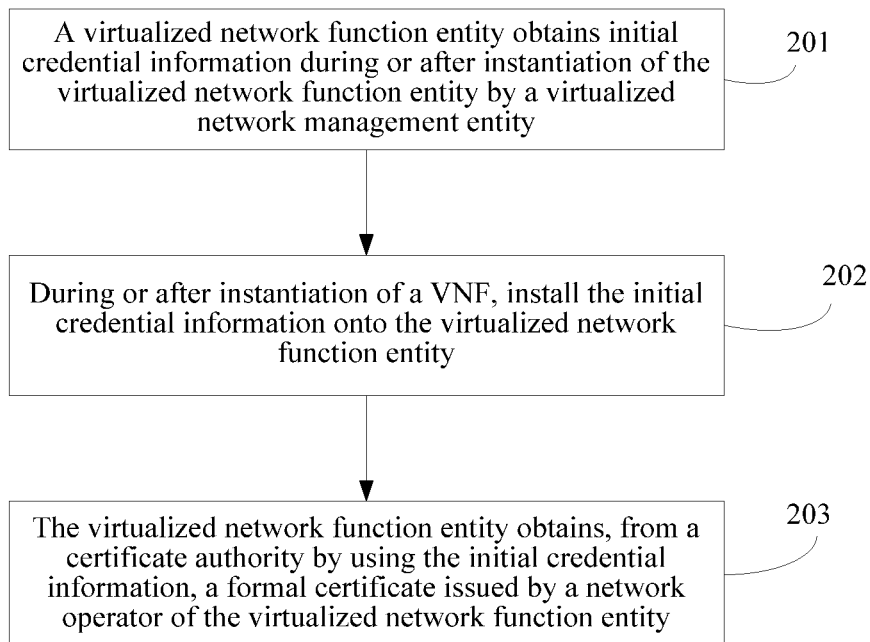 A virtualized network function entity obtains initial
credential information during or after instantiation of the
virtualized network function entity by a virtualized
network management entity
201
During or after instantiation of a VNF, install the initial
credential information onto the virtualized network
function entity
202
The virtualized network function entity obtains, from a
certificate authority by using the initial credential
information, a formal certificate issued by a network
operator of the virtualized network function entity
203